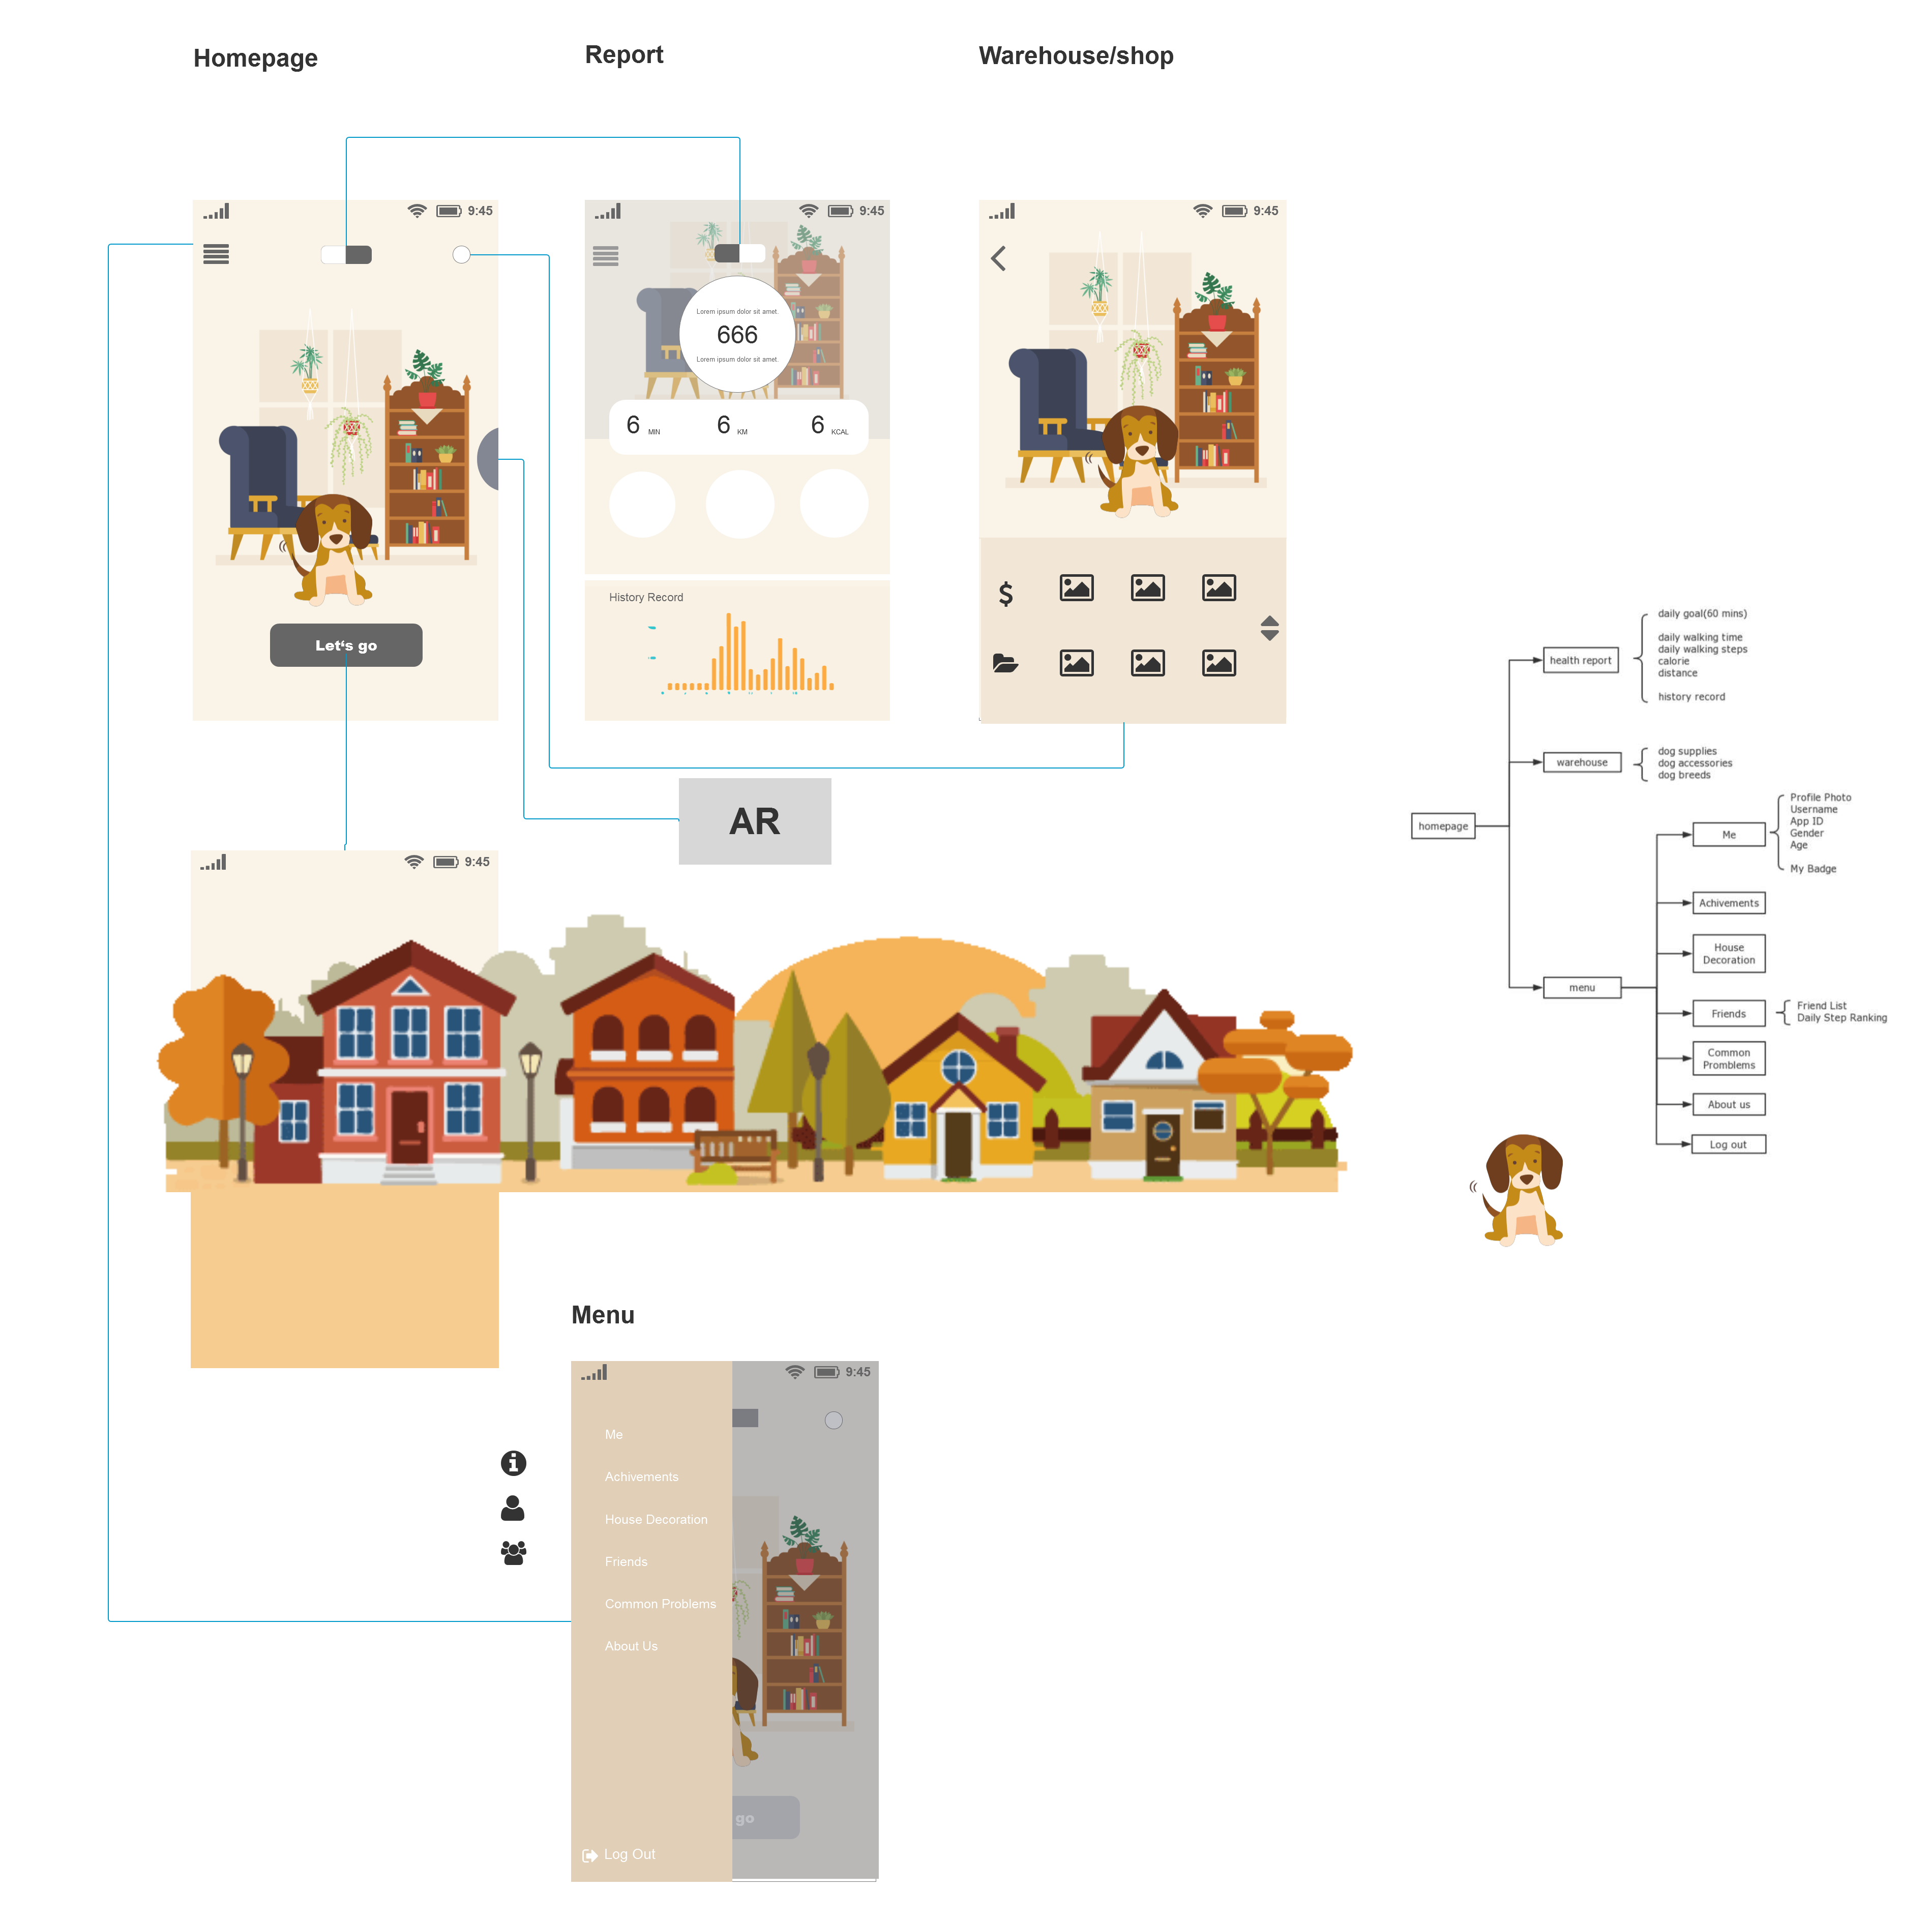 Homepage
Report
Warehouse/shop
9:45
Let's go
9:45
Lorem ipsum dolor sit amet.
666
Lorem ipsum dolor sit amet.
6 MIN 6 KM 6 KCAL
History Record
9:45
$
AR
9:45
Menu
9:45
Me
Achivements
House Decoration
Friends
Common Problems
About Us
go
Log Out
homepage
health report
daily goal(60 mins)
daily walking time
daily walking steps
calorie
distance
history record
warehouse
dog supplies
dog accessories
dog breeds
menu
Me
Profile Photo
Username
App ID
Gender
Age
My Badge
Achivements
House
Decoration
Friends
Friend List
Daily Step Ranking
Common
Promblems
About us
Log out